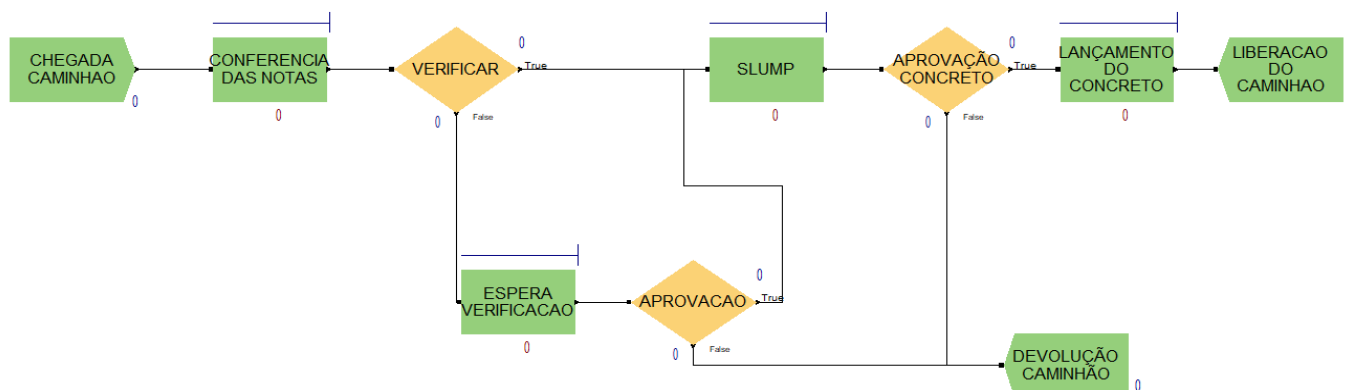 CHEGADA
CAMINHAO
0
CONFERENCIA
DAS NOTAS
0
VERIFICAR
0
True
0
False
SLUMP
0
APROVAÇÃO
CONCRETO
0
True
0
False
LANÇAMENTO
DO
CONCRETO
0
LIBERACAO
DO
CAMINHAO
ESPERA
VERIFICACAO
0
APROVACAO
0
True
0
False
DEVOLUÇÃO
CAMINHÃO
0